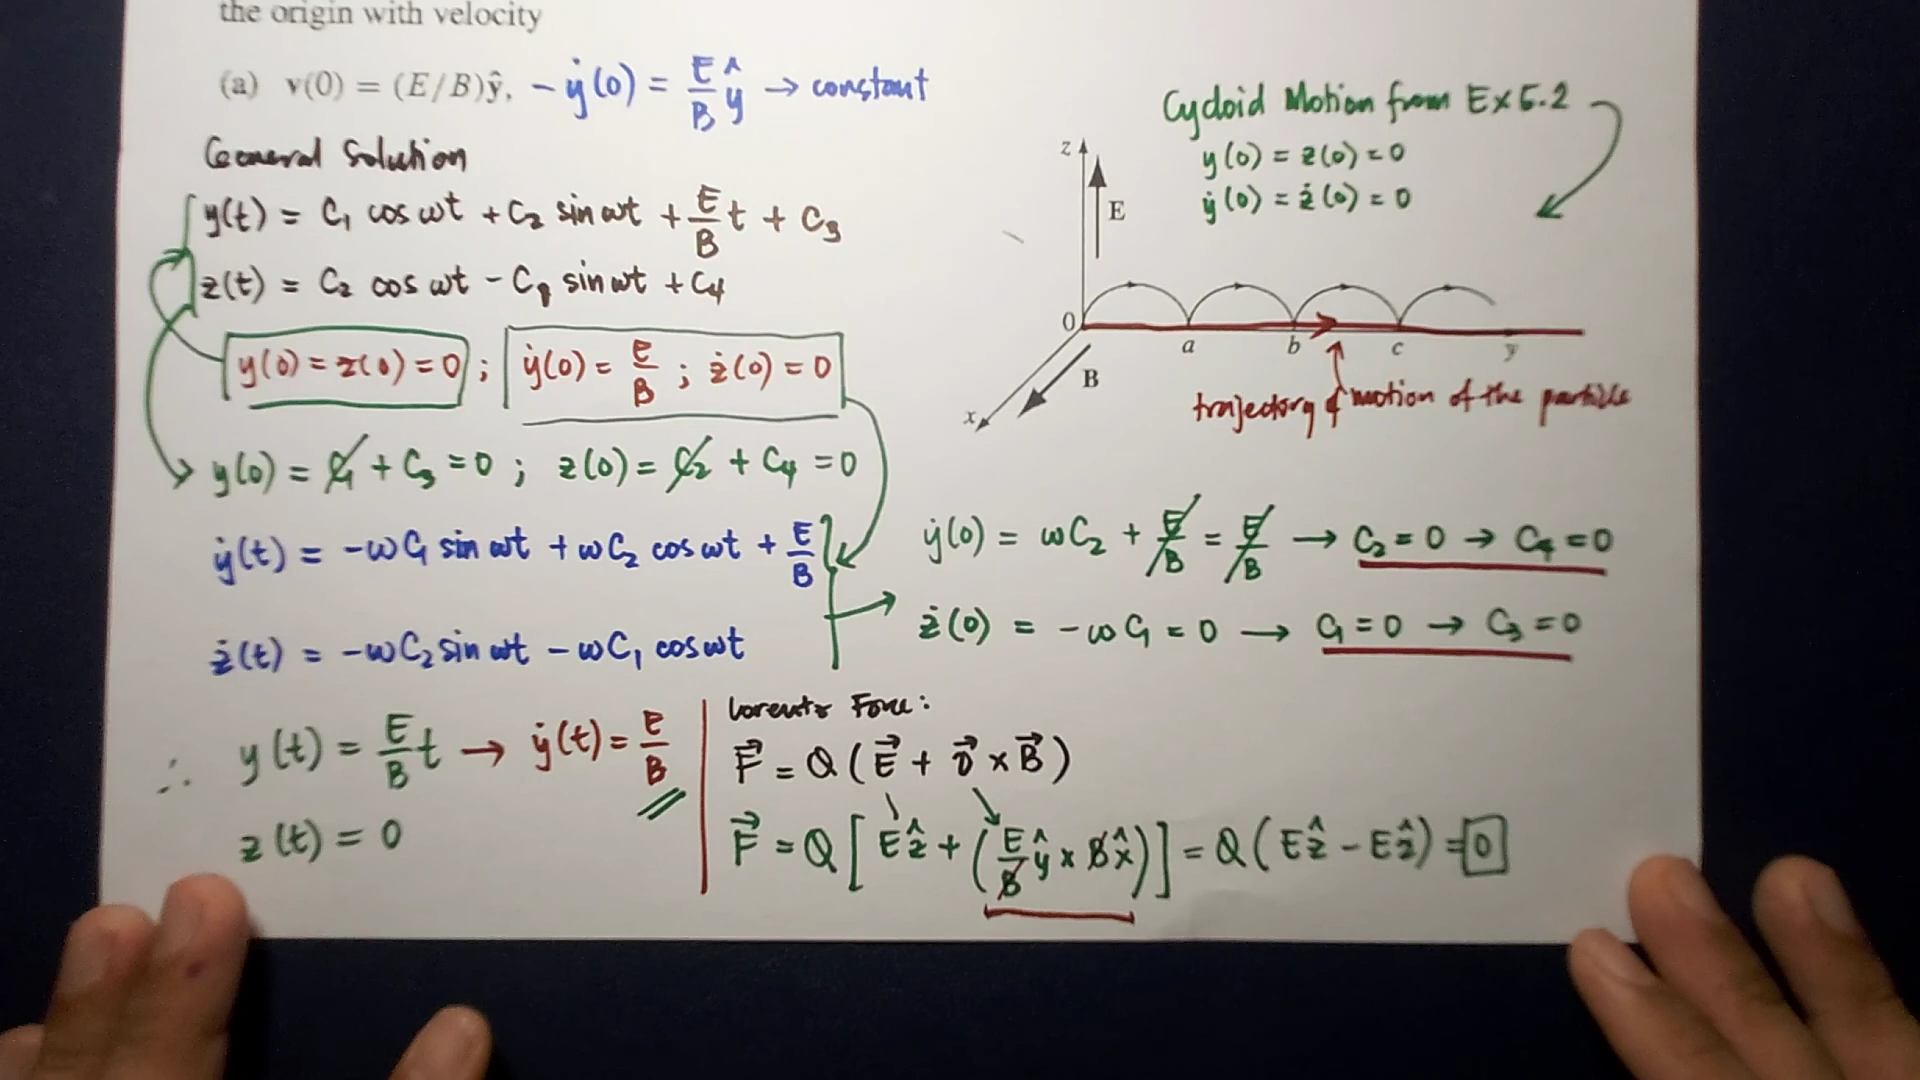 the origin with velocity
(a) v(0) = (E/B)ŷ, - ẏ(0) = E/B ŷ → constant
General Solution
y(t) = C₁ cos ωt + C₂ sin ωt + E/B t + C₃
z(t) = C₂ cos ωt - C₁ sin ωt + C₄
y(0) = z(0) = 0 ; ẏ(0) = E/B ; ż(0) = 0
y(0) = C₁ + C₃ = 0 ; z(0) = C₂ + C₄ = 0
ẏ(t) = -ωC₁ sin ωt + ωC₂ cos ωt + E/B
ż(t) = -ωC₂ sin ωt - ωC₁ cos ωt
∴ y(t) = E/B t → ẏ(t) = E/B
z(t) = 0
Cycloid Motion from Ex 5.2
y(0) = z(0) = 0
ẏ(0) = ż(0) = 0
z
E
0
a b c y
B
x
trajectory of motion of the particle
ẏ(0) = ωC₂ + E/B = E/B → C₂ = 0 → C₄ = 0
ż(0) = -ωC₁ = 0 → C₁ = 0 → C₃ = 0
Lorentz Force:
F⃗ = Q(E⃗ + v⃗ × B⃗)
F⃗ = Q[Eẑ + (E/B ŷ × Bx̂)] = Q(Eẑ - Eẑ) = 0